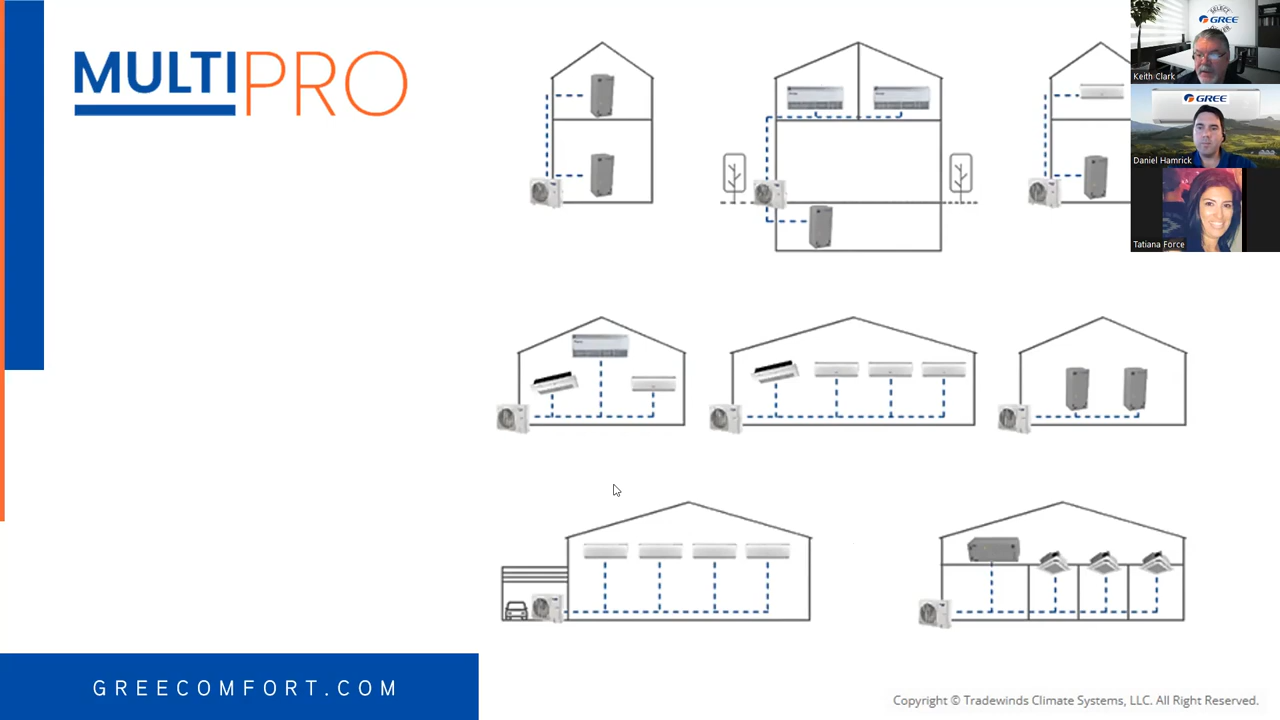 MULTIPRO
SELECT
GREE
Keith Clark
GREE
Daniel Hamrick
Tatiana Force
GREECOMFORT.COM
Copyright © Tradewinds Climate Systems, LLC. All Right Reserved.